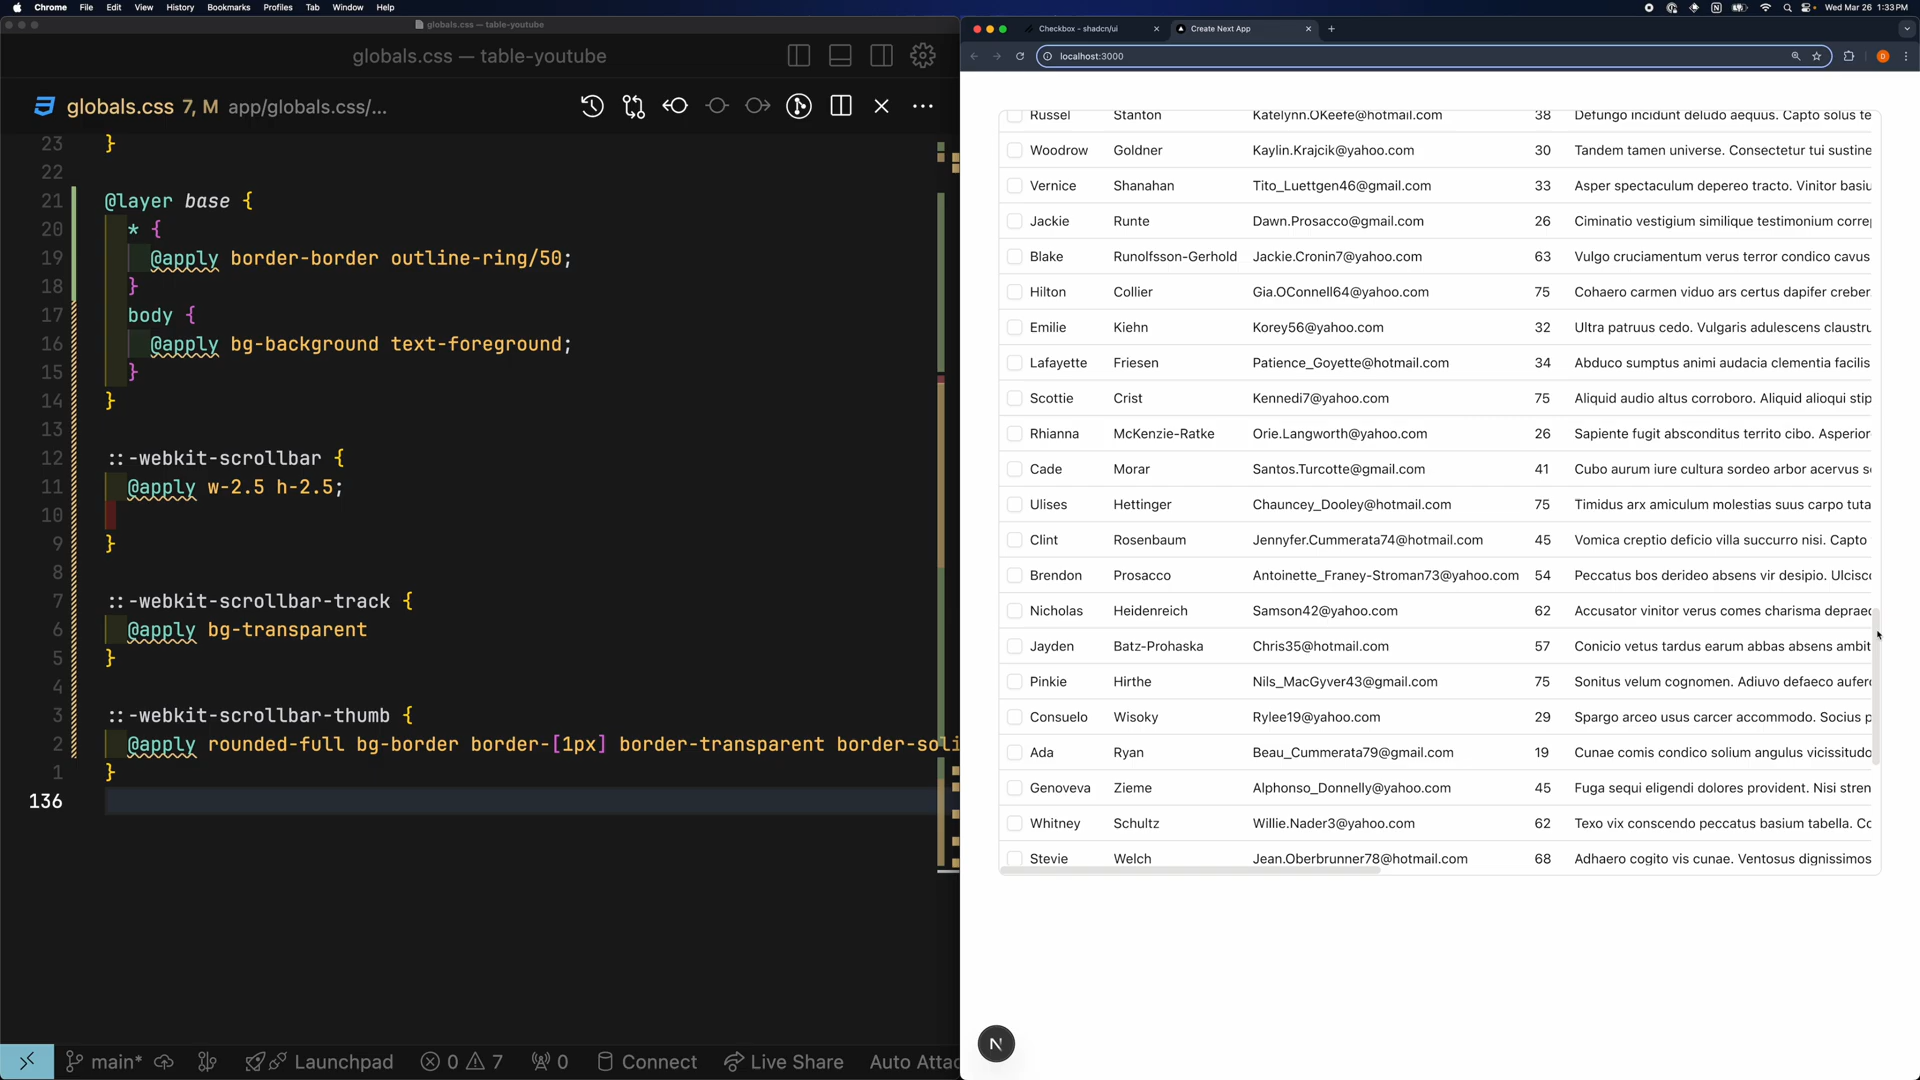 Chrome File Edit View History Bookmarks Profiles Tab Window Help
Wed Mar 26 1:33 PM
globals.css — table-youtube
globals.css — table-youtube
globals.css 7, M app/globals.css/...
23 }
22
21 @layer base {
20 * {
19 @apply border-border outline-ring/50;
18 }
17 body {
16 @apply bg-background text-foreground;
15 }
14 }
13
12 ::-webkit-scrollbar {
11 @apply w-2.5 h-2.5;
10
9 }
8
7 ::-webkit-scrollbar-track {
6 @apply bg-transparent
5 }
4
3 ::-webkit-scrollbar-thumb {
2 @apply rounded-full bg-border border-[1px] border-transparent border-soli
1 }
136
main* Launchpad 0 7 0 Connect Live Share Auto Attac
Checkbox - shadcn/ui
Create Next App
localhost:3000
D
Russel Stanton Katelynn.OKeefe@hotmail.com 38 Defungo incidunt deludo aequus. Capto solus te
Woodrow Goldner Kaylin.Krajcik@yahoo.com 30 Tandem tamen universe. Consectetur tui sustine
Vernice Shanahan Tito_Luettgen46@gmail.com 33 Asper spectaculum depereo tracto. Vinitor basiu
Jackie Runte Dawn.Prosacco@gmail.com 26 Ciminatio vestigium similique testimonium corre
Blake Runolfsson-Gerhold Jackie.Cronin7@yahoo.com 63 Vulgo cruciamentum verus terror condico cavus
Hilton Collier Gia.OConnell64@yahoo.com 75 Cohaero carmen viduo ars certus dapifer creber.
Emilie Kiehn Korey56@yahoo.com 32 Ultra patruus cedo. Vulgaris adulescens claustru
Lafayette Friesen Patience_Goyette@hotmail.com 34 Abduco sumptus animi audacia clementia facilis
Scottie Crist Kennedi7@yahoo.com 75 Aliquid audio altus corroboro. Aliquid alioqui stip
Rhianna McKenzie-Ratke Orie.Langworth@yahoo.com 26 Sapiente fugit absconditus territo cibo. Asperior
Cade Morar Santos.Turcotte@gmail.com 41 Cubo aurum iure cultura sordeo arbor acervus s
Ulises Hettinger Chauncey_Dooley@hotmail.com 75 Timidus arx amiculum molestias suus carpo tuta
Clint Rosenbaum Jennyfer.Cummerata74@hotmail.com 45 Vomica creptio deficio villa succurro nisi. Capto
Brendon Prosacco Antoinette_Franey-Stroman73@yahoo.com 54 Peccatus bos derideo absens vir desipio. Ulcisc
Nicholas Heidenreich Samson42@yahoo.com 62 Accusator vinitor verus comes charisma deprae
Jayden Batz-Prohaska Chris35@hotmail.com 57 Conicio vetus tardus earum abbas absens ambit
Pinkie Hirthe Nils_MacGyver43@gmail.com 75 Sonitus velum cognomen. Adiuvo defaeco aufer
Consuelo Wisoky Rylee19@yahoo.com 29 Spargo arceo usus carcer accommodo. Socius p
Ada Ryan Beau_Cummerata79@gmail.com 19 Cunae comis condico solium angulus vicissitudo
Genoveva Zieme Alphonso_Donnelly@yahoo.com 45 Fuga sequi eligendi dolores provident. Nisi stren
Whitney Schultz Willie.Nader3@yahoo.com 62 Texo vix conscendo peccatus basium tabella. Co
Stevie Welch Jean.Oberbrunner78@hotmail.com 68 Adhaero cogito vis cunae. Ventosus dignissimos
N